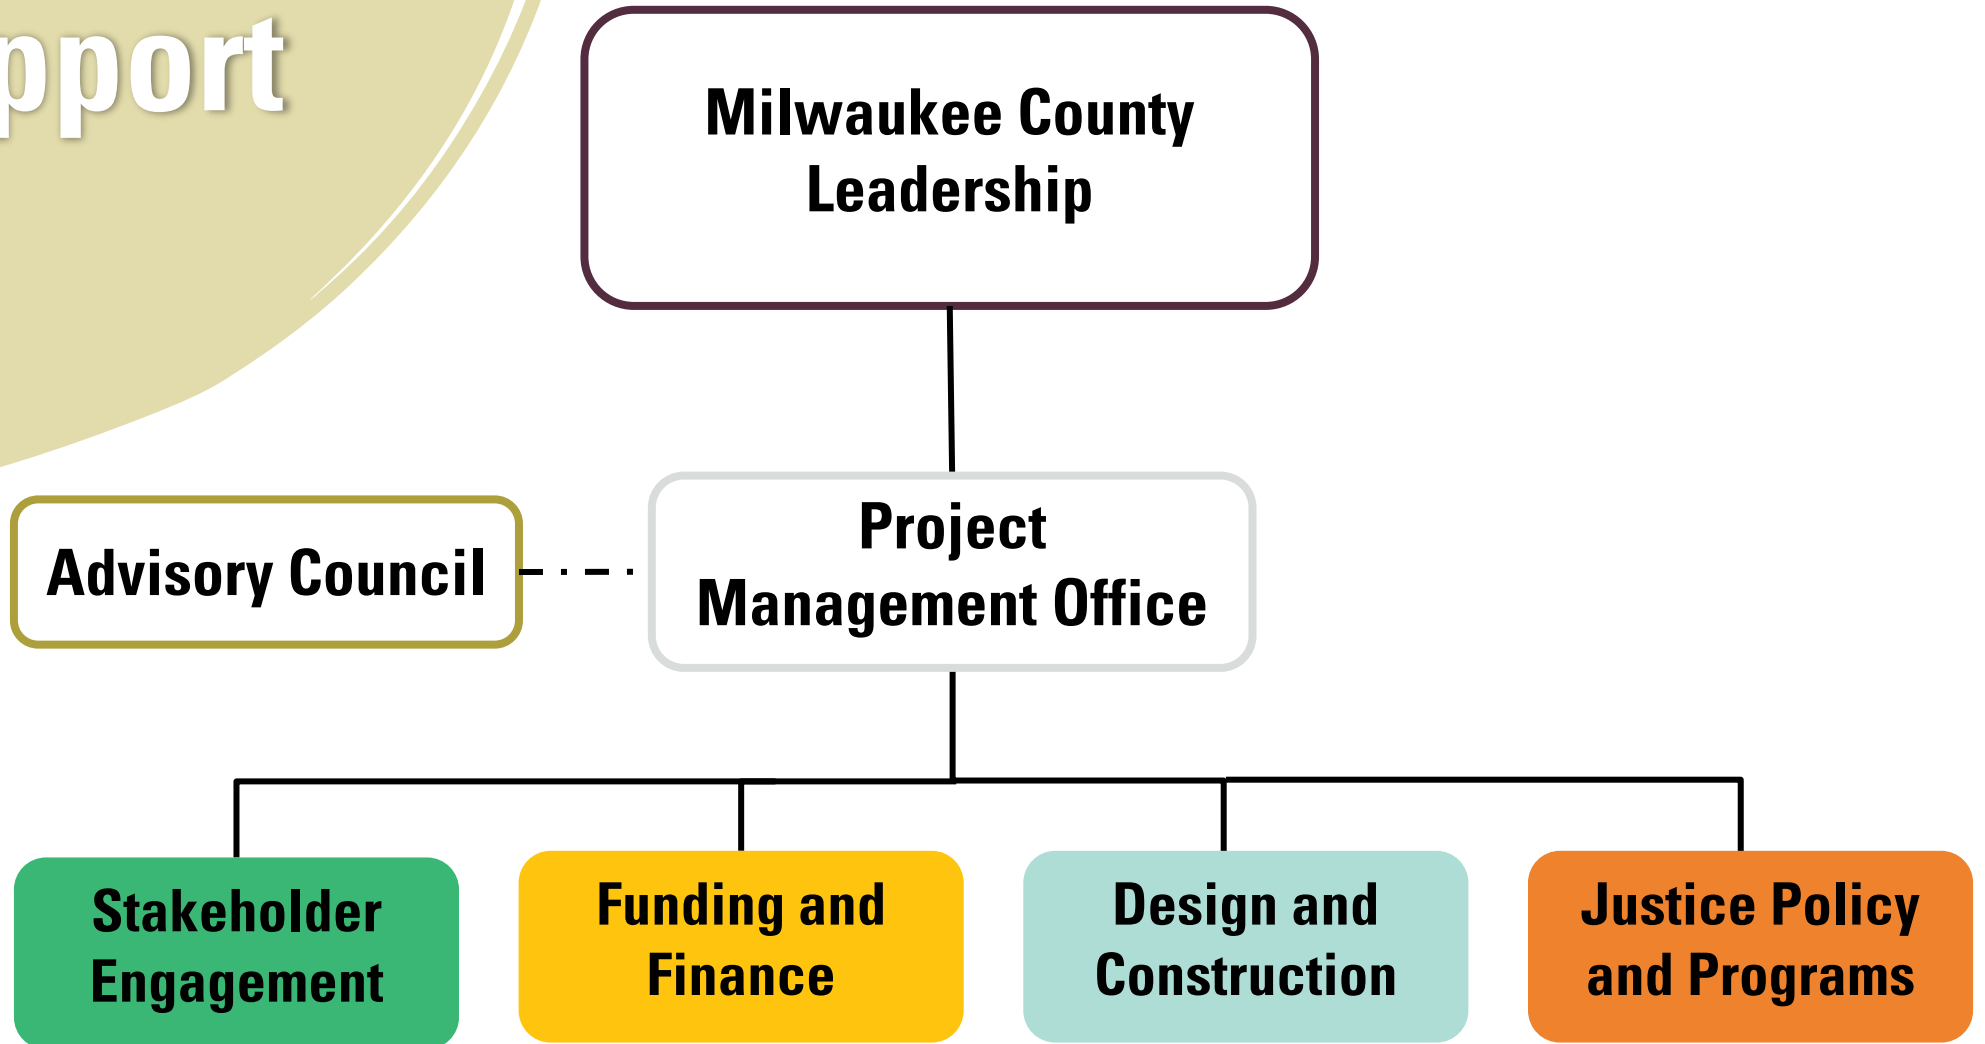 pport
Milwaukee County
Leadership
Advisory Council
Project
Management Office
Stakeholder
Engagement
Funding and
Finance
Design and
Construction
Justice Policy
and Programs